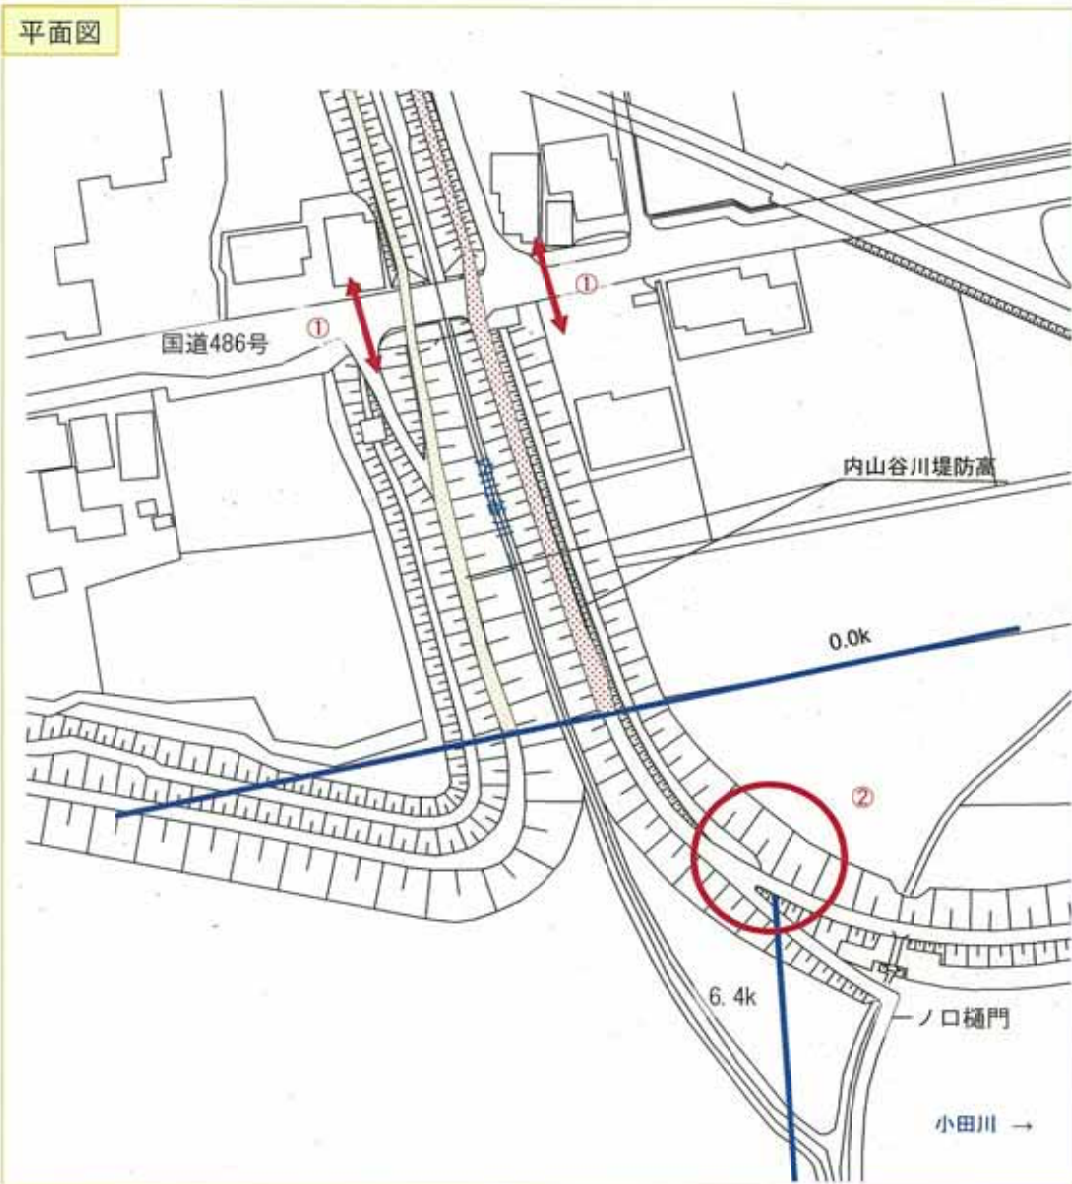 平面図
①
①
国道486号
内山谷川堤防高
0.0k
②
6.4k
一ノ口樋門
小田川 →